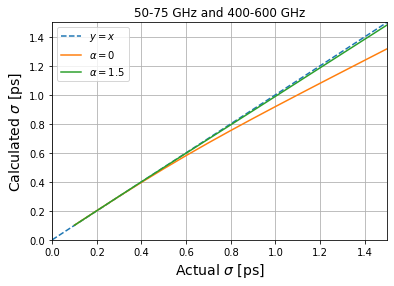 50-75 GHz and 400-600 GHz
y = x
α = 0
α = 1.5
Calculated σ [ps]
1.4
1.2
1.0
0.8
0.6
0.4
0.2
0.0
0.0 0.2 0.4 0.6 0.8 1.0 1.2 1.4
Actual σ [ps]